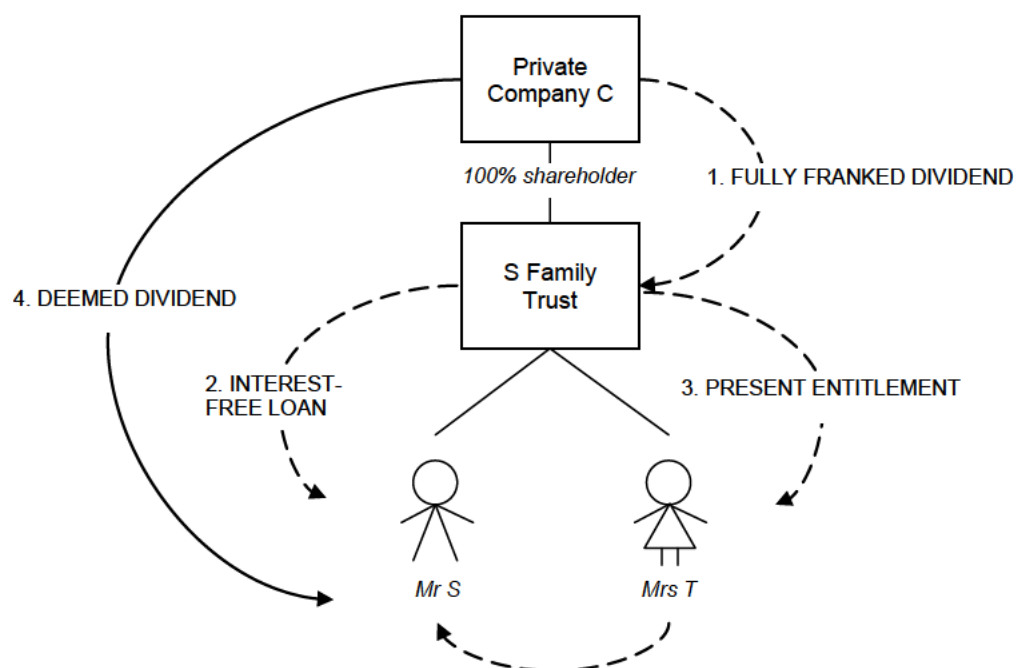 Private
Company C
100% shareholder
1. FULLY FRANKED DIVIDEND
S Family
Trust
4. DEEMED DIVIDEND
2. INTEREST-
FREE LOAN
3. PRESENT ENTITLEMENT
Mr S
Mrs T